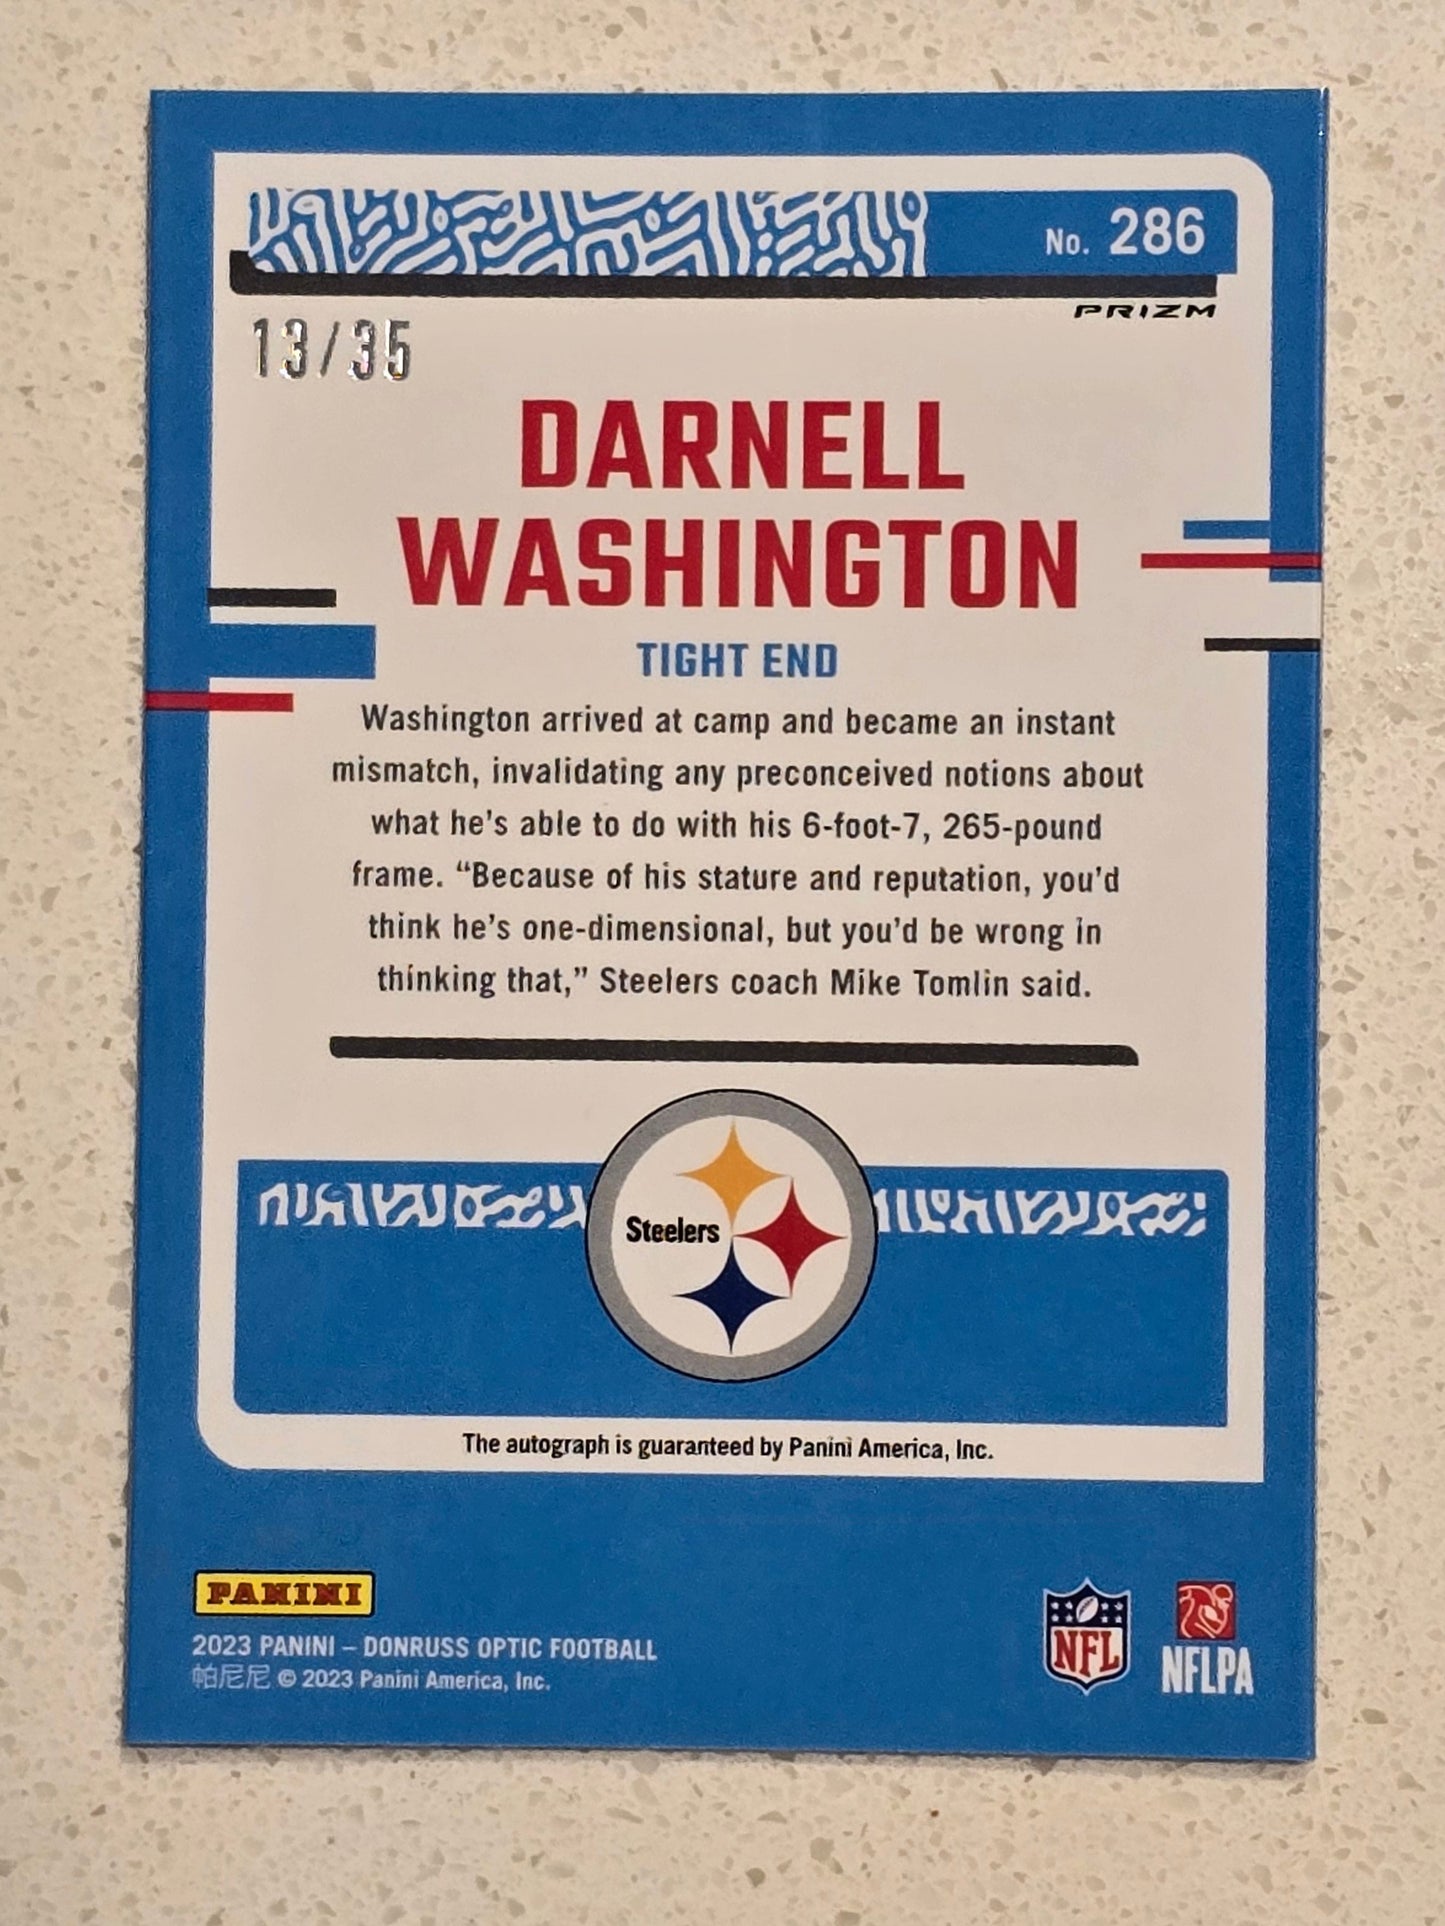 No. 286
PRIZM
13/35
DARNELL
WASHINGTON
TIGHT END
Washington arrived at camp and became an instant
mismatch, invalidating any preconceived notions about
what he's able to do with his 6-foot-7, 265-pound
frame. “Because of his stature and reputation, you'd
think he's one-dimensional, but you'd be wrong in
thinking that,” Steelers coach Mike Tomlin said.
Steelers
The autograph is guaranteed by Panini America, Inc.
PANINI
2023 PANINI – DONRUSS OPTIC FOOTBALL
帕尼尼 © 2023 Panini America, Inc.
NFL
NFLPA